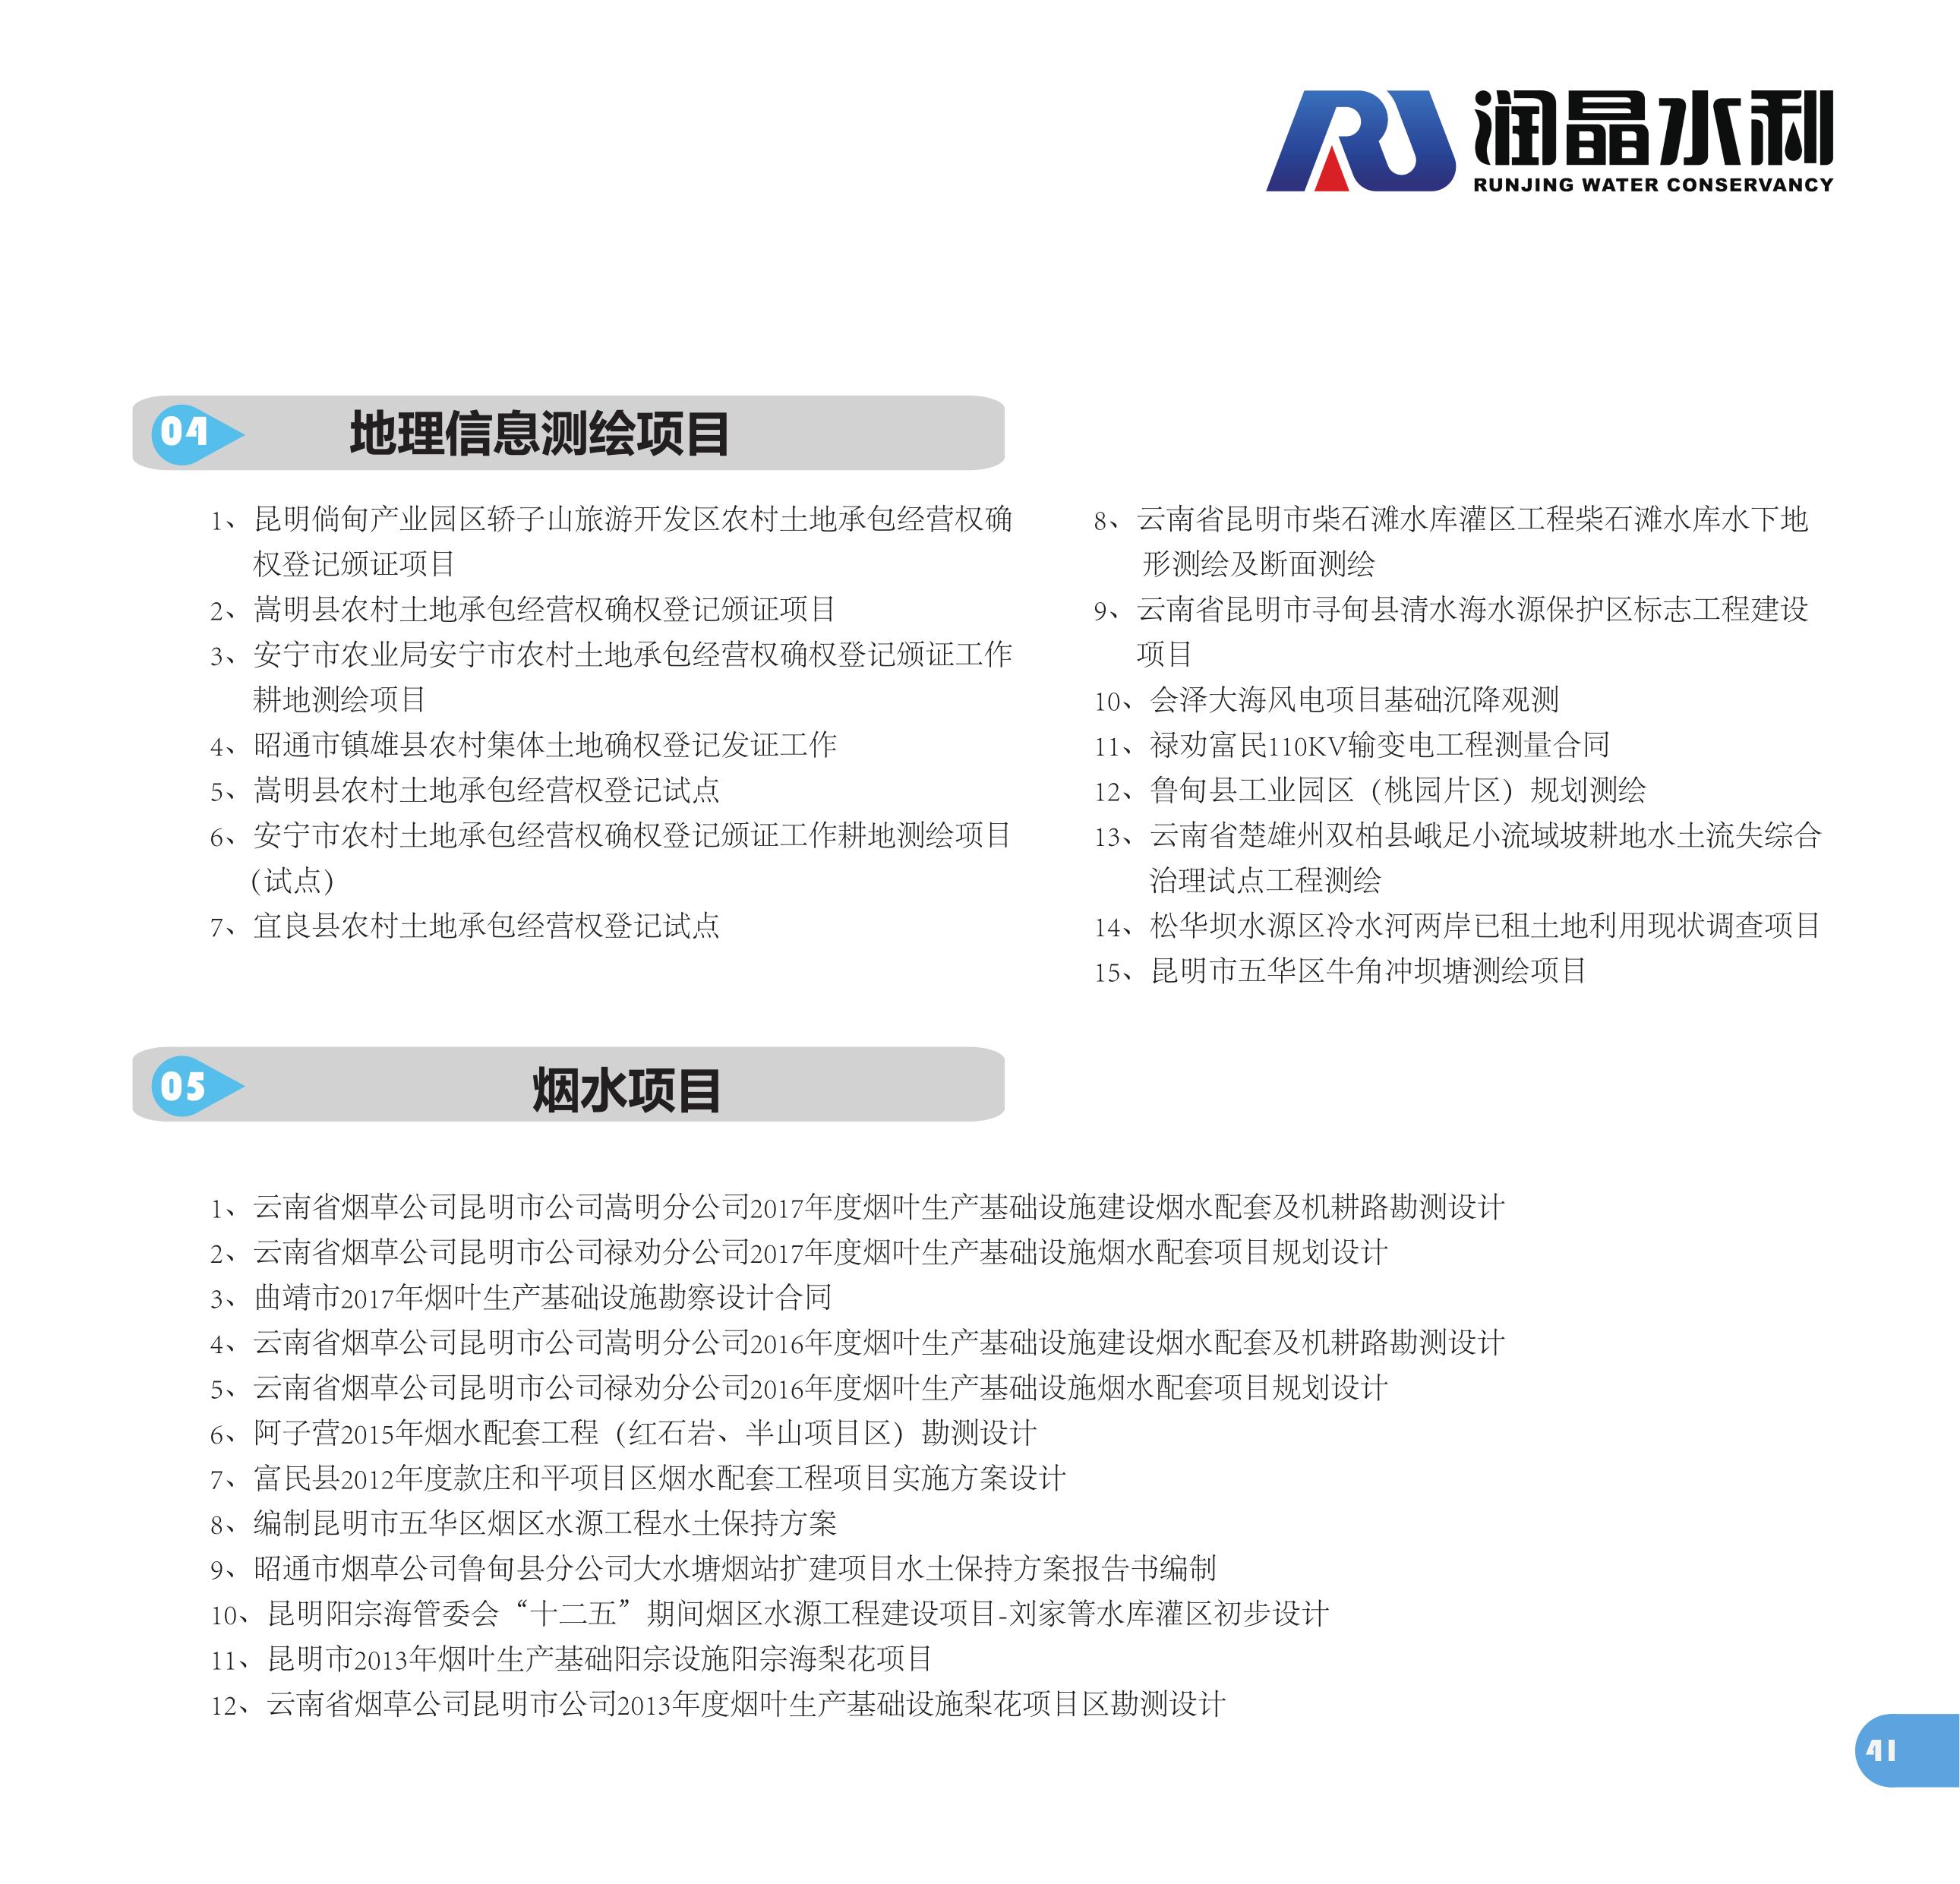 润晶水利
RUNJING WATER CONSERVANCY
04 地理信息测绘项目
1、昆明倘甸产业园区轿子山旅游开发区农村土地承包经营权确
权登记颁证项目
2、嵩明县农村土地承包经营权确权登记颁证项目
3、安宁市农业局安宁市农村土地承包经营权确权登记颁证工作
耕地测绘项目
4、昭通市镇雄县农村集体土地确权登记发证工作
5、嵩明县农村土地承包经营权登记试点
6、安宁市农村土地承包经营权确权登记颁证工作耕地测绘项目
(试点)
7、宜良县农村土地承包经营权登记试点
8、云南省昆明市柴石滩水库灌区工程柴石滩水库水下地
形测绘及断面测绘
9、云南省昆明市寻甸县清水海水源保护区标志工程建设
项目
10、会泽大海风电项目基础沉降观测
11、禄劝富民110KV输变电工程测量合同
12、鲁甸县工业园区（桃园片区）规划测绘
13、云南省楚雄州双柏县峨足小流域坡耕地水土流失综合
治理试点工程测绘
14、松华坝水源区冷水河两岸已租土地利用现状调查项目
15、昆明市五华区牛角冲坝塘测绘项目
05 烟水项目
1、云南省烟草公司昆明市公司嵩明分公司2017年度烟叶生产基础设施建设烟水配套及机耕路勘测设计
2、云南省烟草公司昆明市公司禄劝分公司2017年度烟叶生产基础设施烟水配套项目规划设计
3、曲靖市2017年烟叶生产基础设施勘察设计合同
4、云南省烟草公司昆明市公司嵩明分公司2016年度烟叶生产基础设施建设烟水配套及机耕路勘测设计
5、云南省烟草公司昆明市公司禄劝分公司2016年度烟叶生产基础设施烟水配套项目规划设计
6、阿子营2015年烟水配套工程（红石岩、半山项目区）勘测设计
7、富民县2012年度款庄和平项目区烟水配套工程项目实施方案设计
8、编制昆明市五华区烟区水源工程水土保持方案
9、昭通市烟草公司鲁甸县分公司大水塘烟站扩建项目水土保持方案报告书编制
10、昆明阳宗海管委会“十二五”期间烟区水源工程建设项目-刘家箐水库灌区初步设计
11、昆明市2013年烟叶生产基础阳宗设施阳宗海梨花项目
12、云南省烟草公司昆明市公司2013年度烟叶生产基础设施梨花项目区勘测设计
41